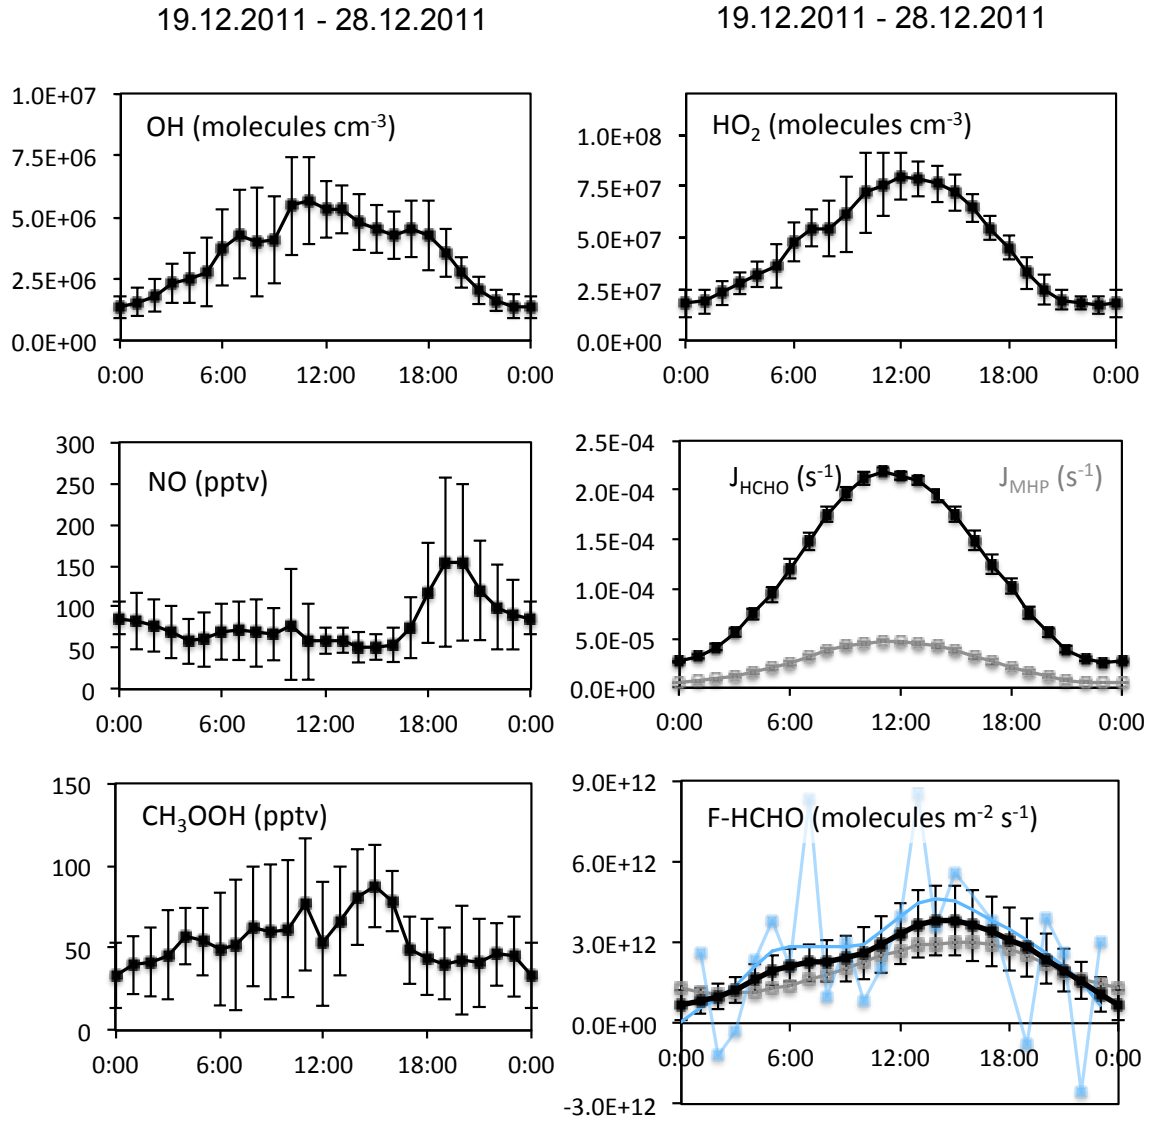 19.12.2011 - 28.12.2011
19.12.2011 - 28.12.2011
1.0E+07
7.5E+06
5.0E+06
2.5E+06
0.0E+00
OH (molecules cm⁻³)
0:00 6:00 12:00 18:00 0:00
1.0E+08
7.5E+07
5.0E+07
2.5E+07
0.0E+00
HO₂ (molecules cm⁻³)
0:00 6:00 12:00 18:00 0:00
300
250
200
150
100
50
0
NO (pptv)
0:00 6:00 12:00 18:00 0:00
2.5E-04
2.0E-04
1.5E-04
1.0E-04
5.0E-05
0.0E+00
J_HCHO (s⁻¹) J_MHP (s⁻¹)
0:00 6:00 12:00 18:00 0:00
150
100
50
0
CH₃OOH (pptv)
0:00 6:00 12:00 18:00 0:00
9.0E+12
6.0E+12
3.0E+12
0.0E+00
-3.0E+12
F-HCHO (molecules m⁻² s⁻¹)
0:00 6:00 12:00 18:00 0:00